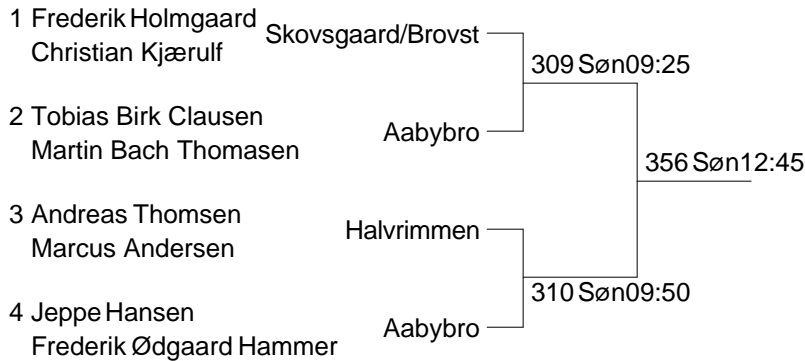 1 Frederik Holmgaard
Christian Kjærulf
Skovsgaard/Brovst
309 Søn09:25
2 Tobias Birk Clausen
Martin Bach Thomasen
Aabybro
356 Søn12:45
3 Andreas Thomsen
Marcus Andersen
Halvrimmen
310 Søn09:50
4 Jeppe Hansen
Frederik Ødgaard Hammer
Aabybro